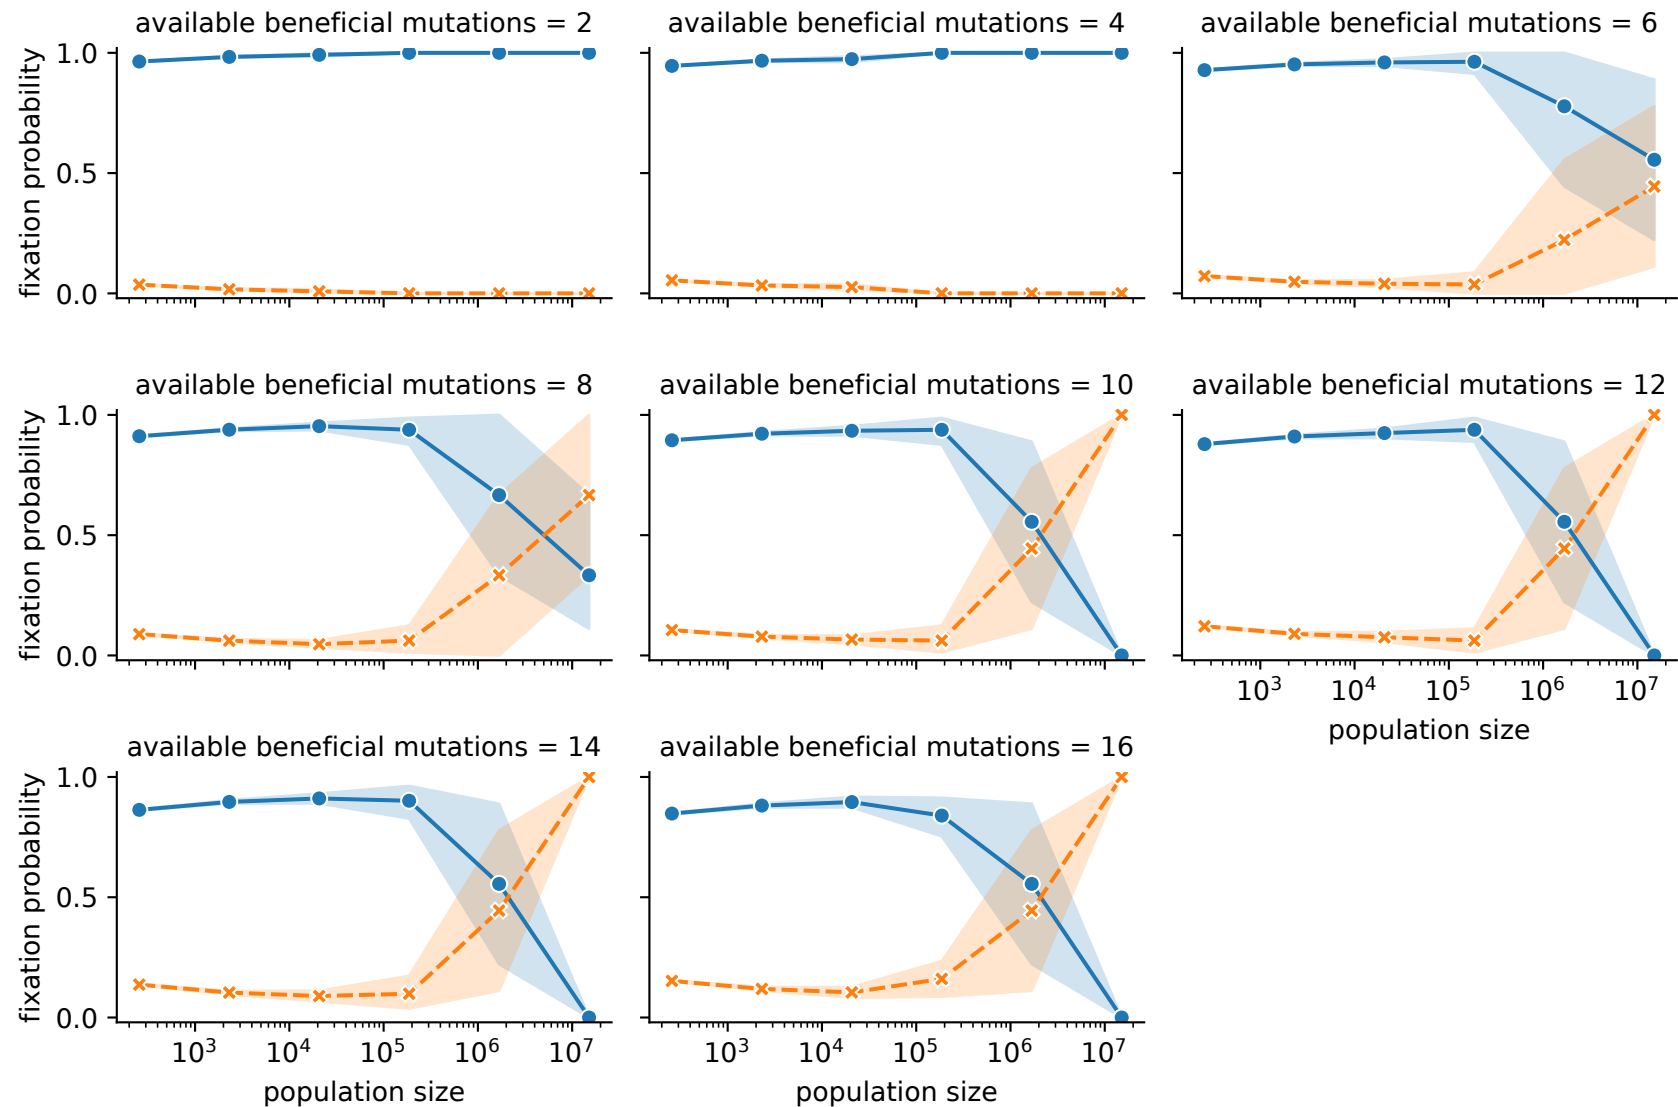 available beneficial mutations = 2
available beneficial mutations = 4
available beneficial mutations = 6
fixation probability
1.0
0.5
0.0
available beneficial mutations = 8
available beneficial mutations = 10
available beneficial mutations = 12
fixation probability
1.0
0.5
0.0
10³ 10⁴ 10⁵ 10⁶ 10⁷
population size
available beneficial mutations = 14
available beneficial mutations = 16
fixation probability
1.0
0.5
0.0
10³ 10⁴ 10⁵ 10⁶ 10⁷
10³ 10⁴ 10⁵ 10⁶ 10⁷
population size
population size